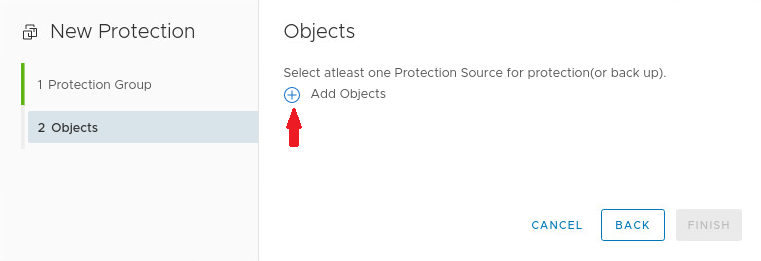 New Protection
1 Protection Group
2 Objects
Objects
Select atleast one Protection Source for protection(or back up).
Add Objects
CANCEL
BACK
FINISH